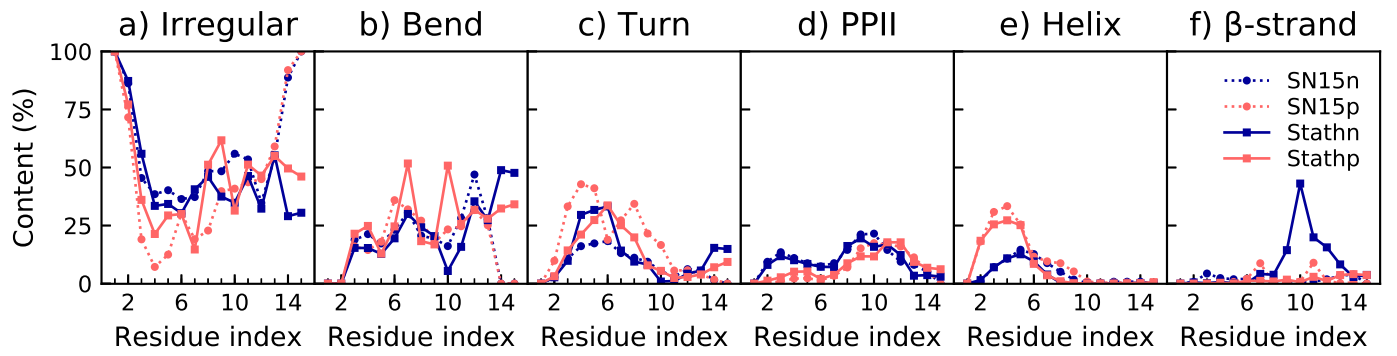 a) Irregular b) Bend c) Turn d) PPII e) Helix f) β-strand
Content (%)
100
75
50
25
0
SN15n
SN15p
Stathn
Stathp
2 6 10 14 2 6 10 14 2 6 10 14 2 6 10 14 2 6 10 14 2 6 10 14
Residue index Residue index Residue index Residue index Residue index Residue index